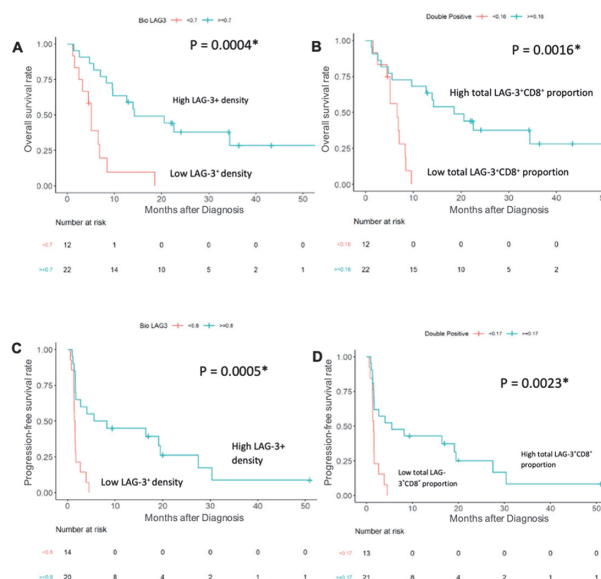 Bio LAG3 <0.7 >=0.7
A
P = 0.0004*
Overall survival rate
1.00
0.75
0.50
0.25
0.00
High LAG-3+ density
Low LAG-3⁺ density
0 10 20 30 40 50
Months after Diagnosis
Number at risk
<0.7 12 1 0 0 0 0
>=0.7 22 14 10 5 2 1
Double Positive <0.16 >=0.16
B
P = 0.0016*
Overall survival rate
1.00
0.75
0.50
0.25
0.00
High total LAG-3⁺CD8⁺ proportion
Low total LAG-3⁺CD8⁺ proportion
0 10 20 30 40
Months after Diagnosis
Number at risk
<0.16 12 0 0 0 0
>=0.16 22 15 10 5 2
Bio LAG3 <0.8 >=0.8
C
P = 0.0005*
Progression-free survival rate
1.00
0.75
0.50
0.25
0.00
High LAG-3+
density
Low LAG-3⁺ density
0 10 20 30 40 50
Months after Diagnosis
Number at risk
14 0 0 0 0 0
20 8 4 2 1 1
Double Positive <0.17 >=0.17
D
P = 0.0023*
Progression-free survival rate
1.00
0.75
0.50
0.25
0.00
High total LAG-3⁺CD8⁺
proportion
Low total LAG-
3⁺CD8⁺ proportion
0 10 20 30 40 50
Months after Diagnosis
Number at risk
<0.17 13 0 0 0 0 0
>=0.17 21 8 4 2 1 1